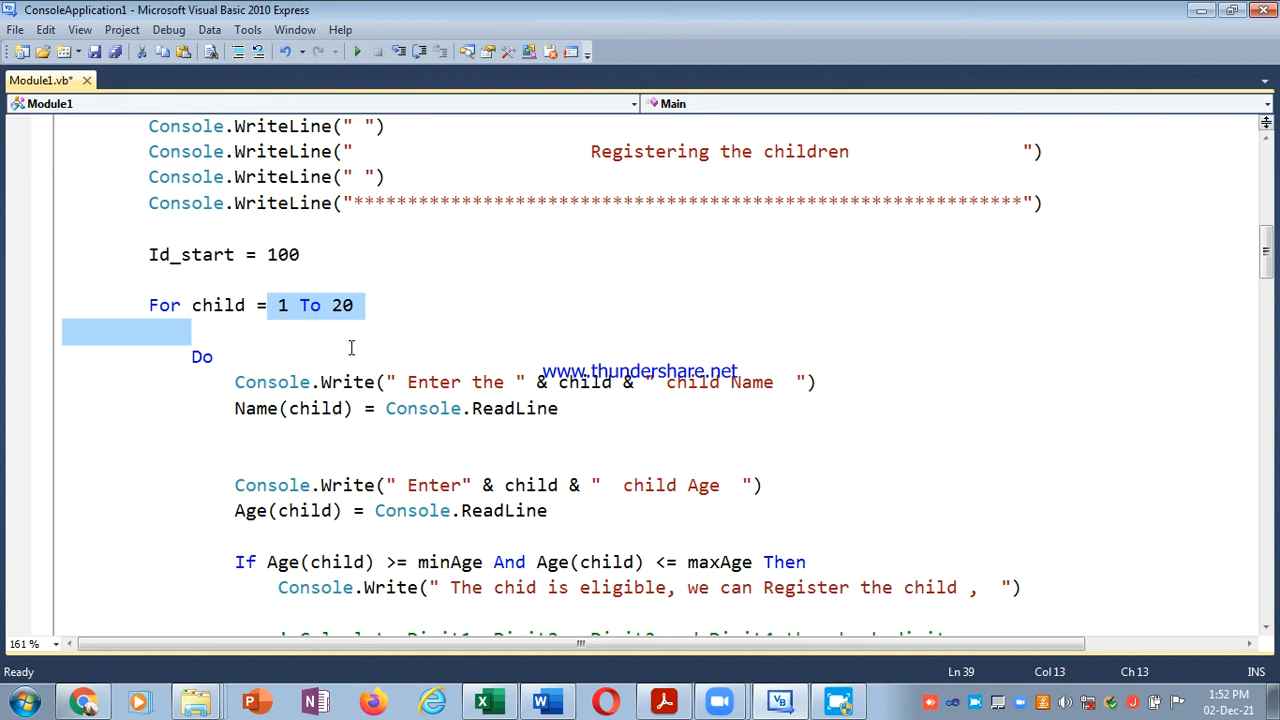 ConsoleApplication1 - Microsoft Visual Basic 2010 Express
File Edit View Project Debug Data Tools Window Help
Module1.vb*
Module1 Main
Console.WriteLine(" ")
Console.WriteLine(" Registering the children ")
Console.WriteLine(" ")
Console.WriteLine("**************************************************************")
Id_start = 100
For child = 1 To 20
Do
www.thundershare.net
Console.Write(" Enter the " & child & " child Name ")
Name(child) = Console.ReadLine
Console.Write(" Enter" & child & " child Age ")
Age(child) = Console.ReadLine
If Age(child) >= minAge And Age(child) <= maxAge Then
Console.Write(" The chid is eligible, we can Register the child , ")
161 %
Ready Ln 39 Col 13 Ch 13 INS
1:52 PM
02-Dec-21